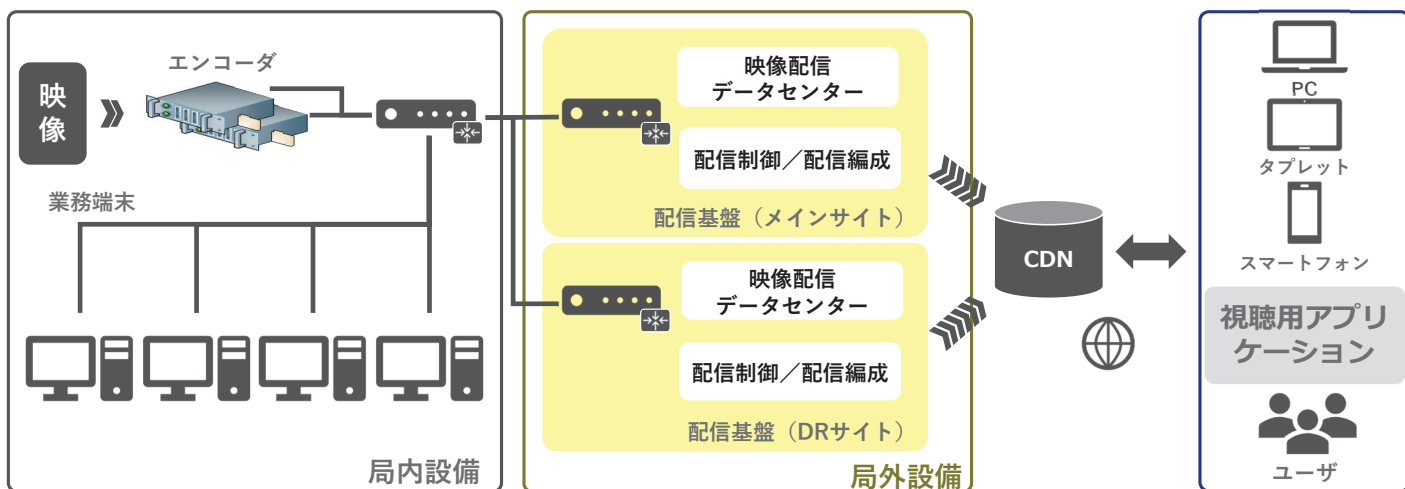 エンコーダ
映
像
業務端末
局内設備
映像配信
データセンター
配信制御／配信編成
配信基盤（メインサイト）
映像配信
データセンター
配信制御／配信編成
配信基盤（DRサイト）
局外設備
CDN
PC
タブレット
スマートフォン
視聴用アプリ
ケーション
ユーザ